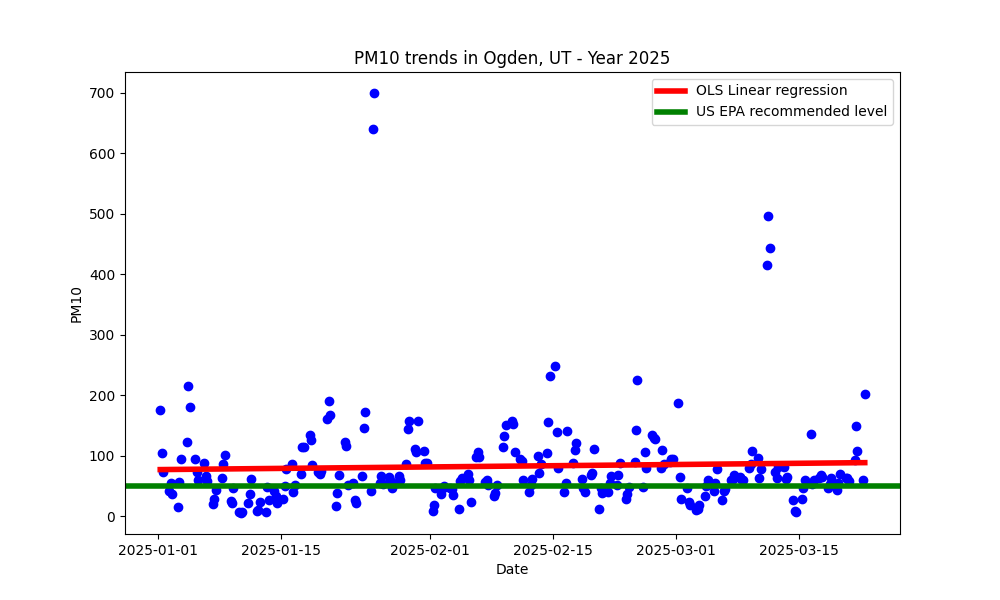 PM10 trends in Ogden, UT - Year 2025
OLS Linear regression
US EPA recommended level
PM10
700
600
500
400
300
200
100
0
2025-01-01
2025-01-15
2025-02-01
2025-02-15
2025-03-01
2025-03-15
Date